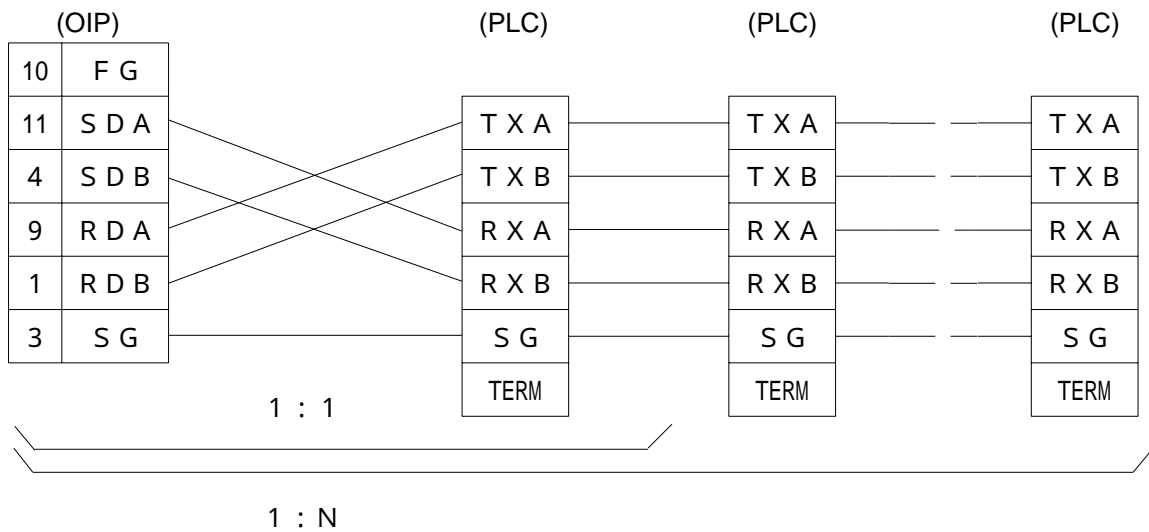 (OIP) (PLC) (PLC) (PLC)
10 F G
11 S D A T X A T X A T X A
4 S D B T X B T X B T X B
9 R D A R X A R X A R X A
1 R D B R X B R X B R X B
3 S G S G S G S G
TERM TERM TERM
1 : 1
1 : N